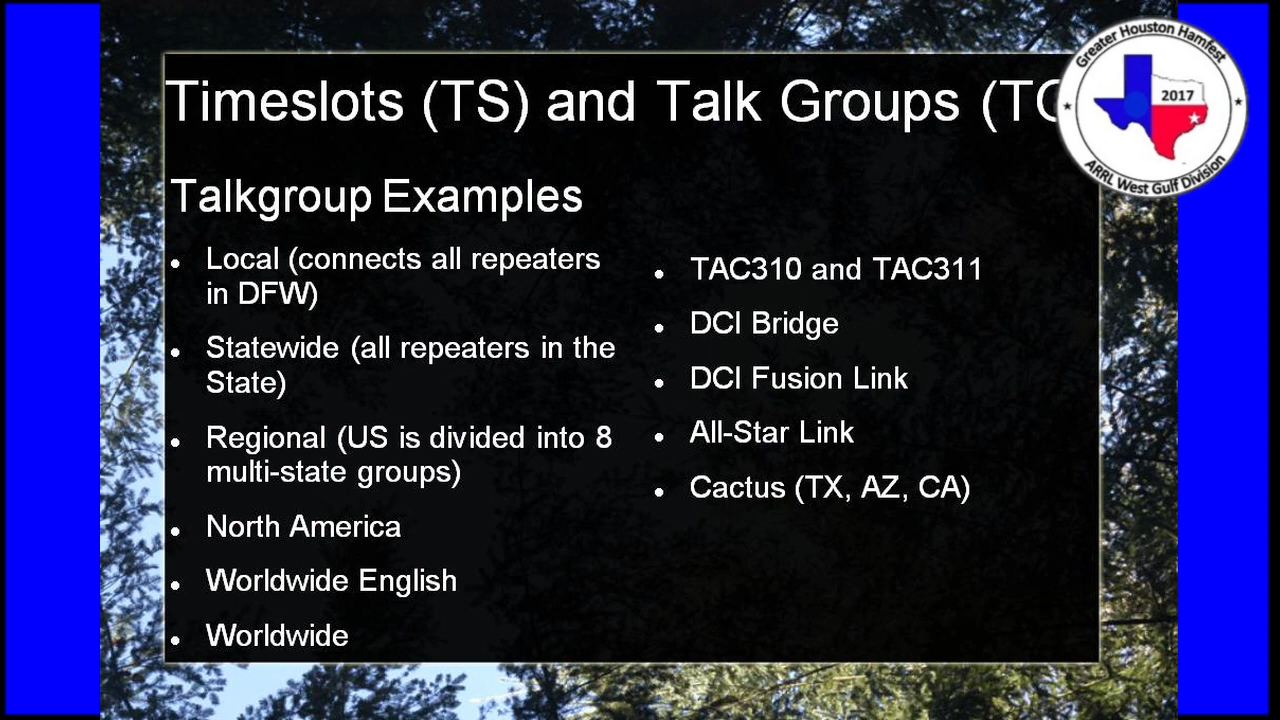 Timeslots (TS) and Talk Groups (TG
Greater Houston Hamfest
2017
ARRL West Gulf Division
Talkgroup Examples
• Local (connects all repeaters
in DFW)
• Statewide (all repeaters in the
State)
• Regional (US is divided into 8
multi-state groups)
• North America
• Worldwide English
• Worldwide
• TAC310 and TAC311
• DCI Bridge
• DCI Fusion Link
• All-Star Link
• Cactus (TX, AZ, CA)